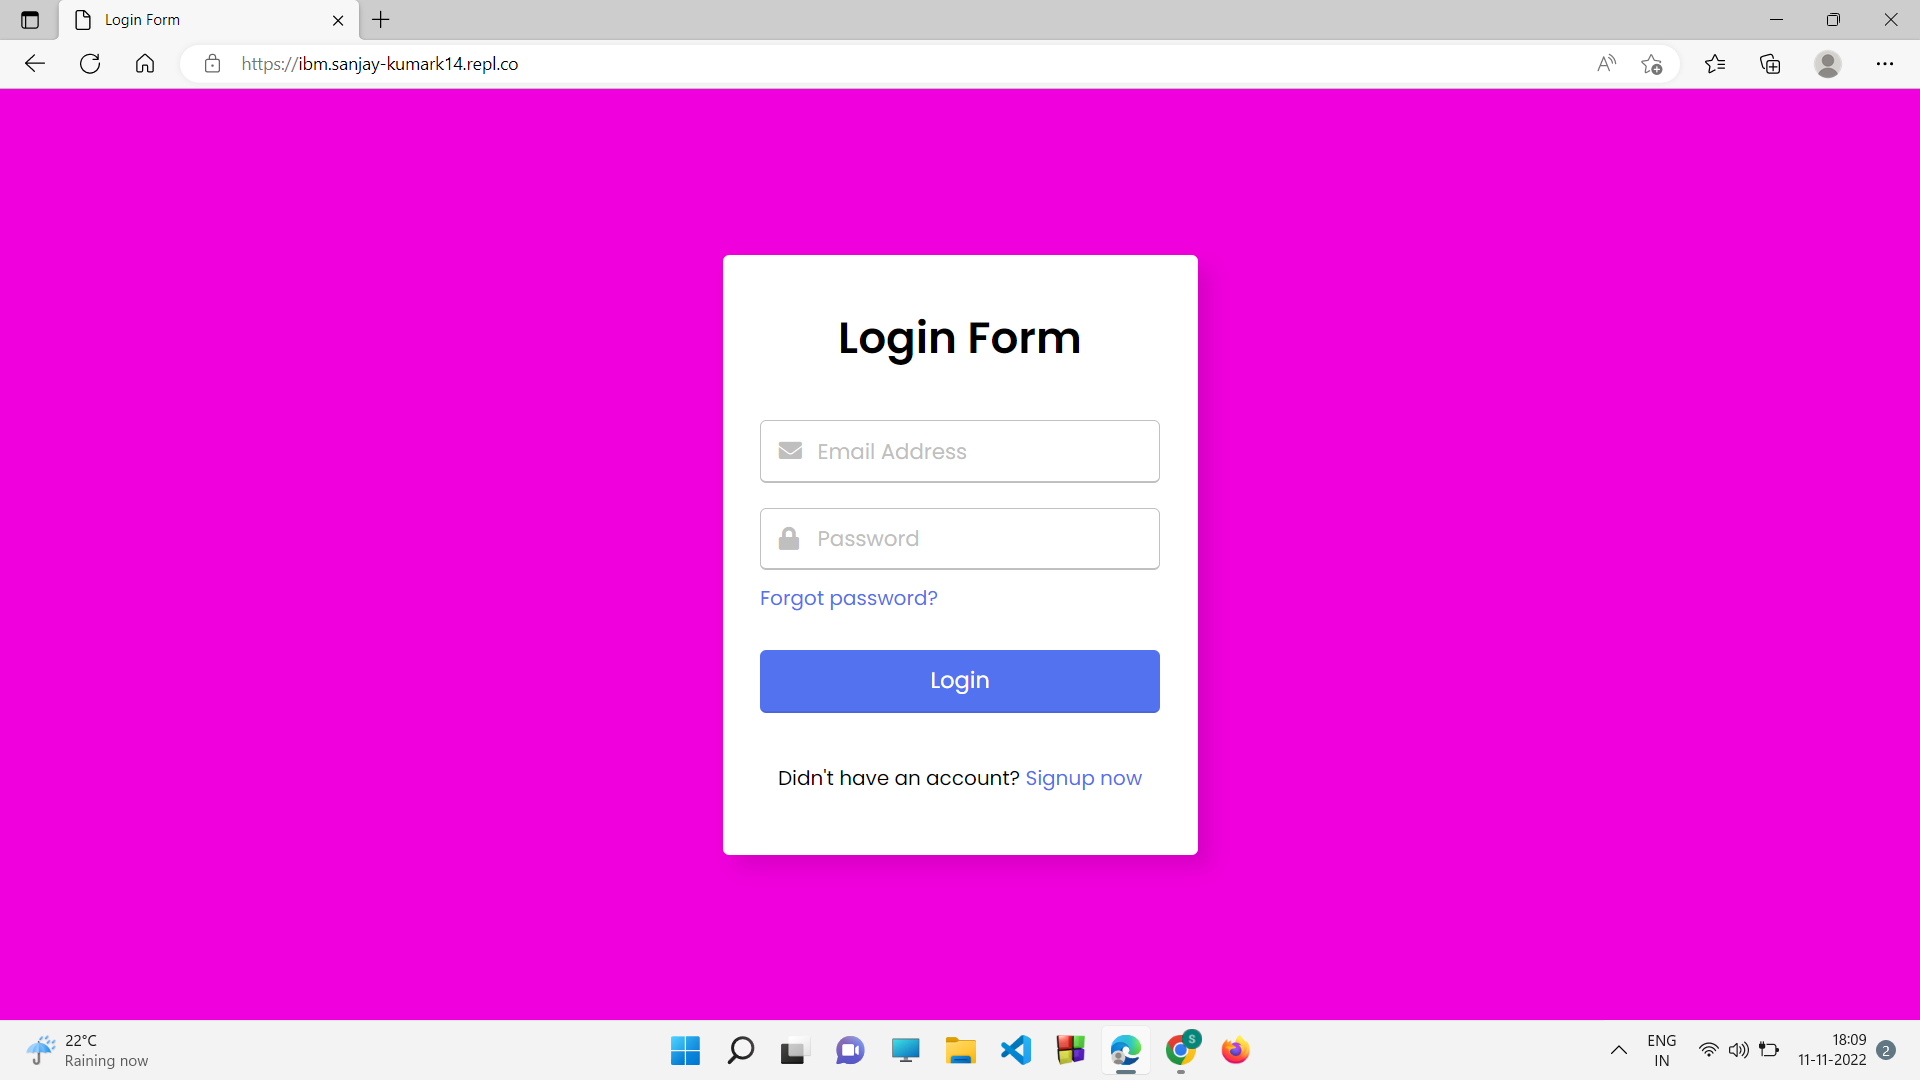 Login Form
https://ibm.sanjay-kumark14.repl.co
Login Form
Email Address
Password
Forgot password?
Login
Didn't have an account? Signup now
22°C
Raining now
S
ENG
IN
18:09
11-11-2022
2